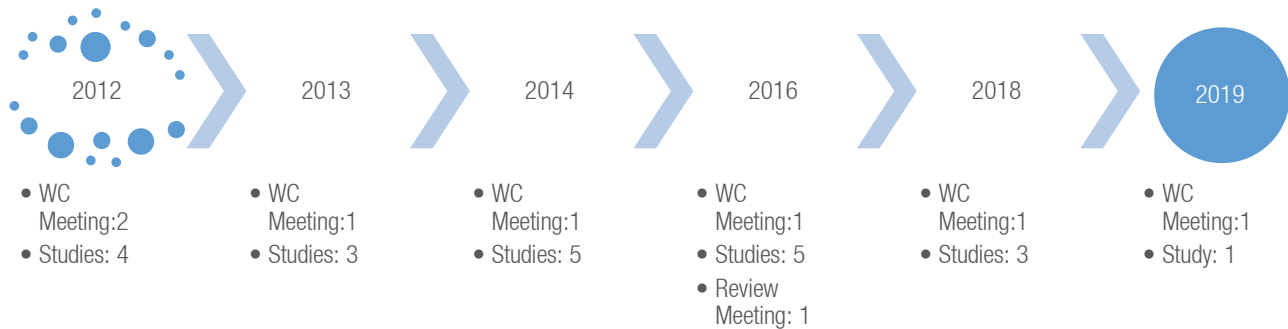 2012
2013
2014
2016
2018
2019
• WC
Meeting:2
• Studies: 4
• WC
Meeting:1
• Studies: 3
• WC
Meeting:1
• Studies: 5
• WC
Meeting:1
• Studies: 5
• Review
Meeting: 1
• WC
Meeting:1
• Studies: 3
• WC
Meeting:1
• Study: 1